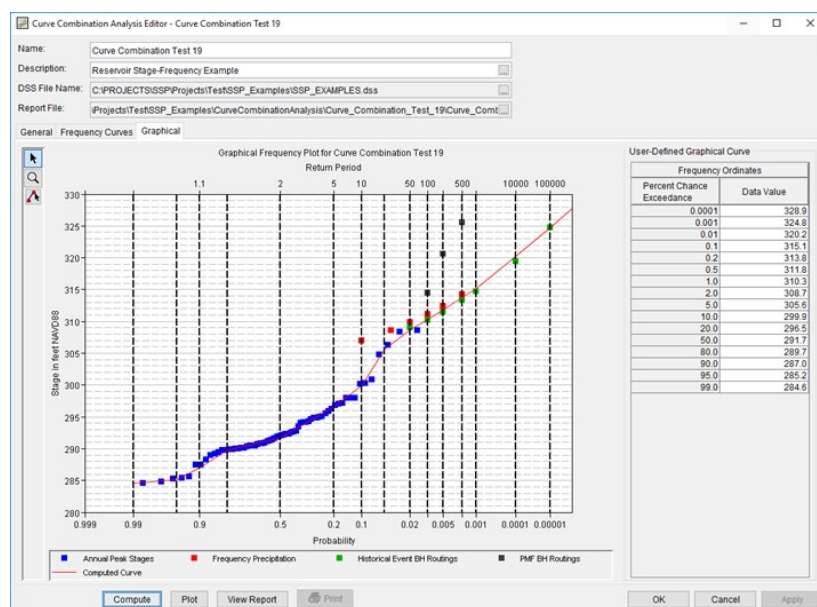 Curve Combination Analysis Editor - Curve Combination Test 19
Name:
Curve Combination Test 19
Description:
Reservoir Stage-Frequency Example
DSS File Name:
C:\PROJECTS\SSP\Projects\Test\SSP_Examples\SSP_EXAMPLES.dss
Report File:
\Projects\Test\SSP_Examples\CurveCombinationAnalysis\Curve_Combination_Test_19\Curve_Comb
General Frequency Curves Graphical
Graphical Frequency Plot for Curve Combination Test 19
Return Period
1.1 2 5 10 50 100 500 10000 100000
Stage in feet NAVD88
330
325
320
315
310
305
300
295
290
285
280
0.999 0.99 0.9 0.5 0.2 0.1 0.02 0.005 0.001 0.0001 0.00001
Probability
Annual Peak Stages Frequency Precipitation Historical Event BH Routings PMF BH Routings
Computed Curve
User-Defined Graphical Curve
Frequency Ordinates
Percent Chance Exceedance Data Value
0.0001 328.9
0.001 324.8
0.01 320.2
0.1 315.1
0.2 313.8
0.5 311.8
1.0 310.3
2.0 308.7
5.0 305.6
10.0 299.9
20.0 296.5
50.0 291.7
80.0 289.7
90.0 287.0
95.0 285.2
99.0 284.6
Compute Plot View Report Print OK Cancel Apply